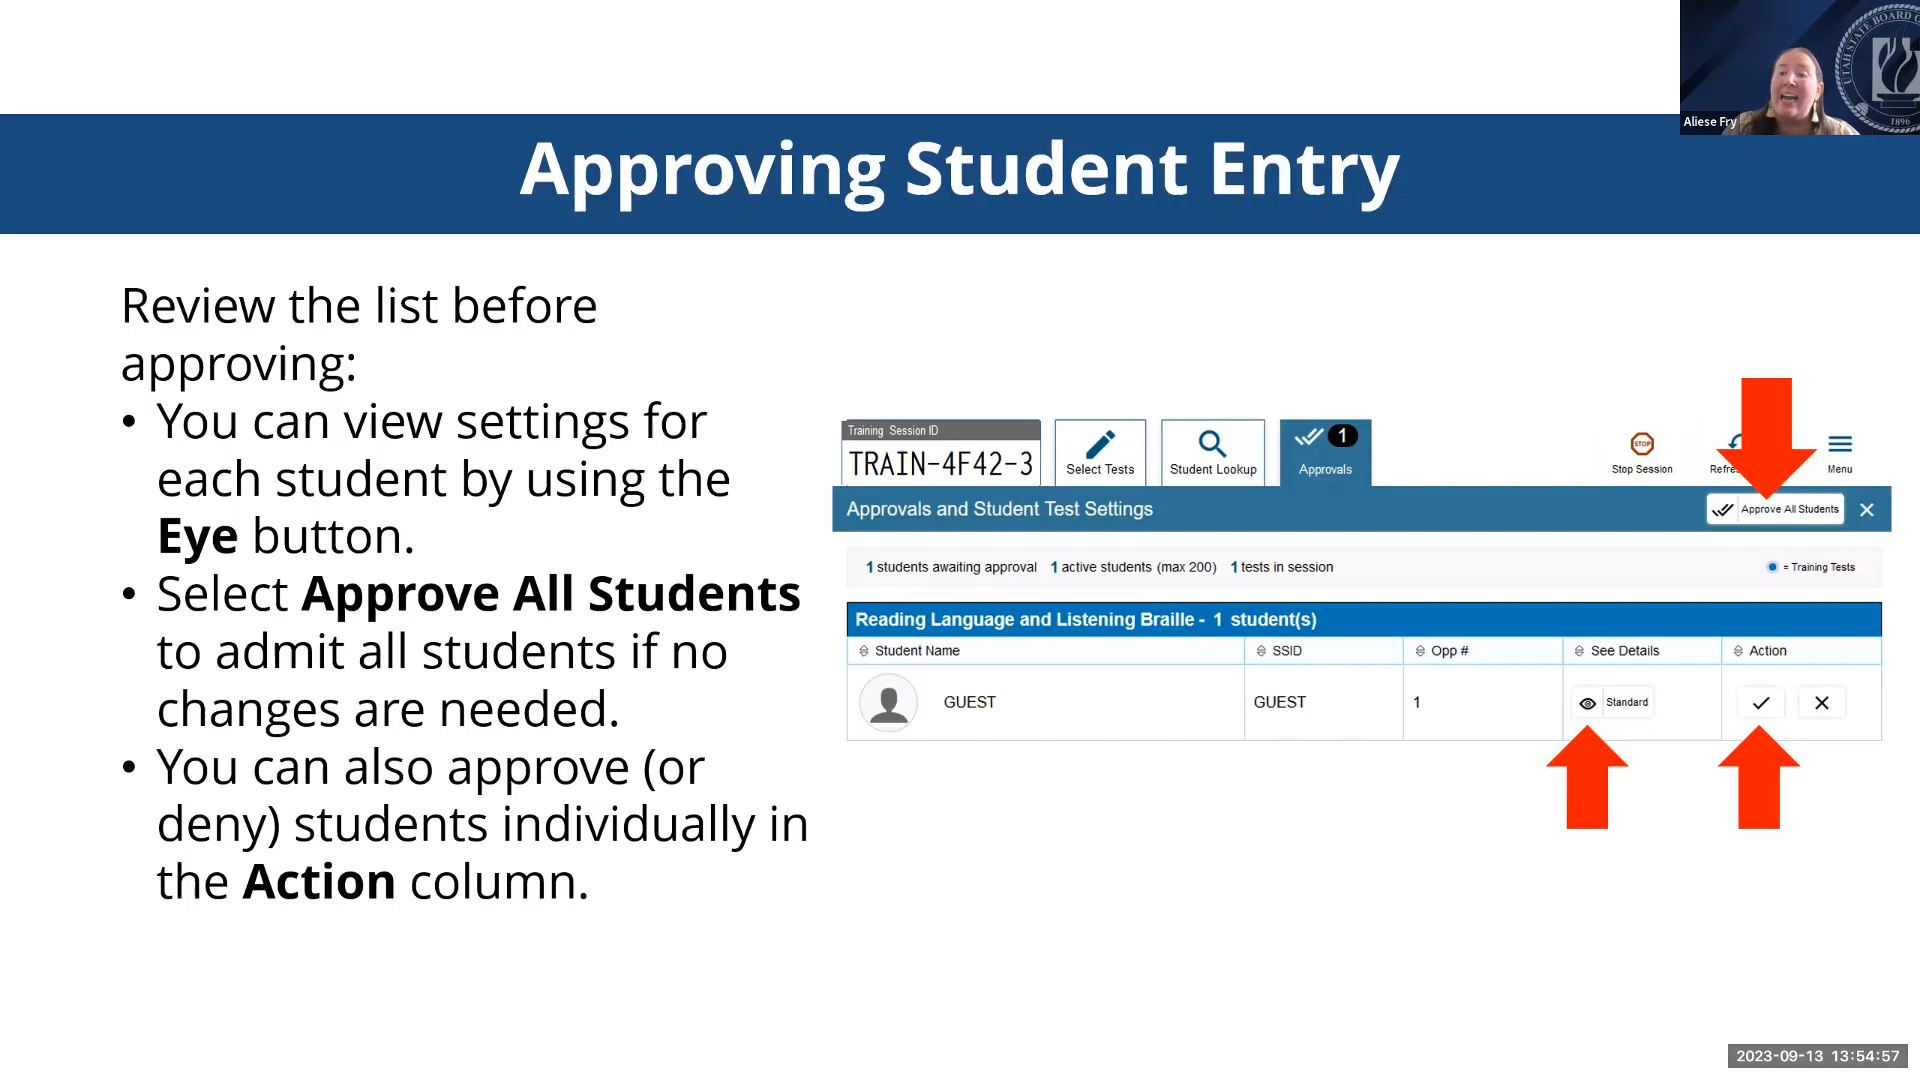 UTAH STATE BOARD
1896
Aliese Fry
Approving Student Entry
Review the list before
approving:
• You can view settings for
each student by using the
Eye button.
• Select Approve All Students
to admit all students if no
changes are needed.
• You can also approve (or
deny) students individually in
the Action column.
Training Session ID
TRAIN-4F42-3
Select Tests
Student Lookup
1
Approvals
STOP
Stop Session
Menu
Approvals and Student Test Settings
Approve All Students
1 students awaiting approval 1 active students (max 200) 1 tests in session
= Training Tests
Reading Language and Listening Braille - 1 student(s)
Student Name SSID Opp # See Details Action
GUEST GUEST 1 Standard
2023-09-13 13:54:57